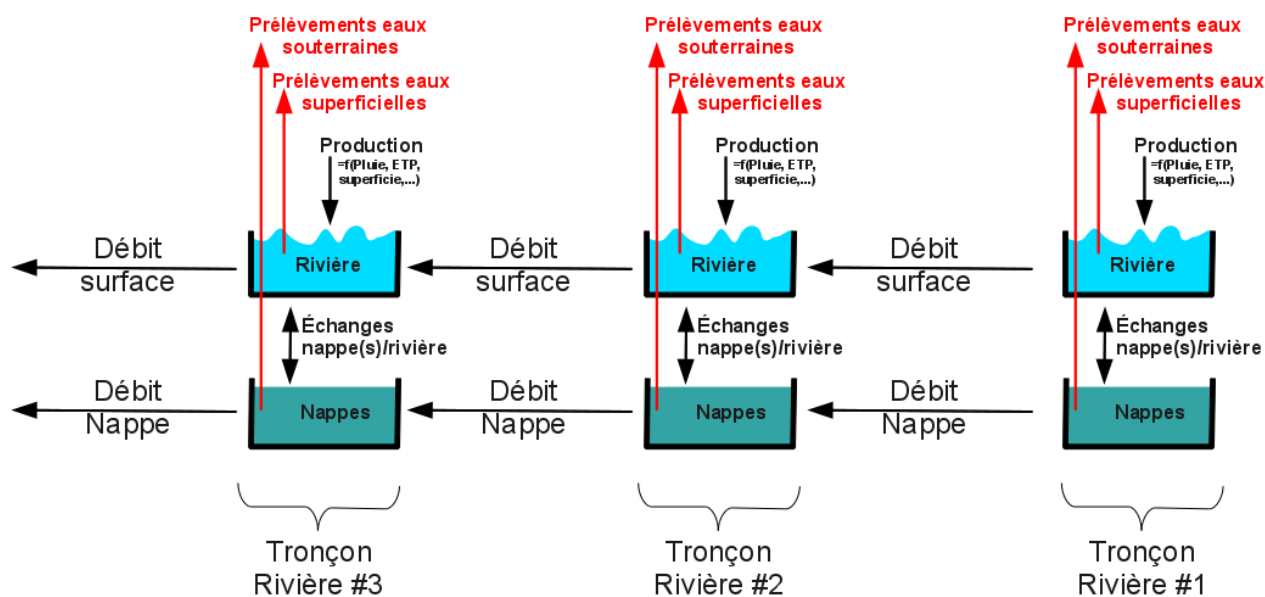 Prélèvements eaux
souterraines
Prélèvements eaux
superficielles
Production
=f(Pluie, ETP,
superficie,...)
Débit
surface
Rivière
Échanges
nappe(s)/rivière
Débit
Nappe
Nappes
Tronçon
Rivière #3
Prélèvements eaux
souterraines
Prélèvements eaux
superficielles
Production
=f(Pluie, ETP,
superficie,...)
Débit
surface
Rivière
Échanges
nappe(s)/rivière
Débit
Nappe
Nappes
Tronçon
Rivière #2
Prélèvements eaux
souterraines
Prélèvements eaux
superficielles
Production
=f(Pluie, ETP,
superficie,...)
Débit
surface
Rivière
Échanges
nappe(s)/rivière
Débit
Nappe
Nappes
Tronçon
Rivière #1